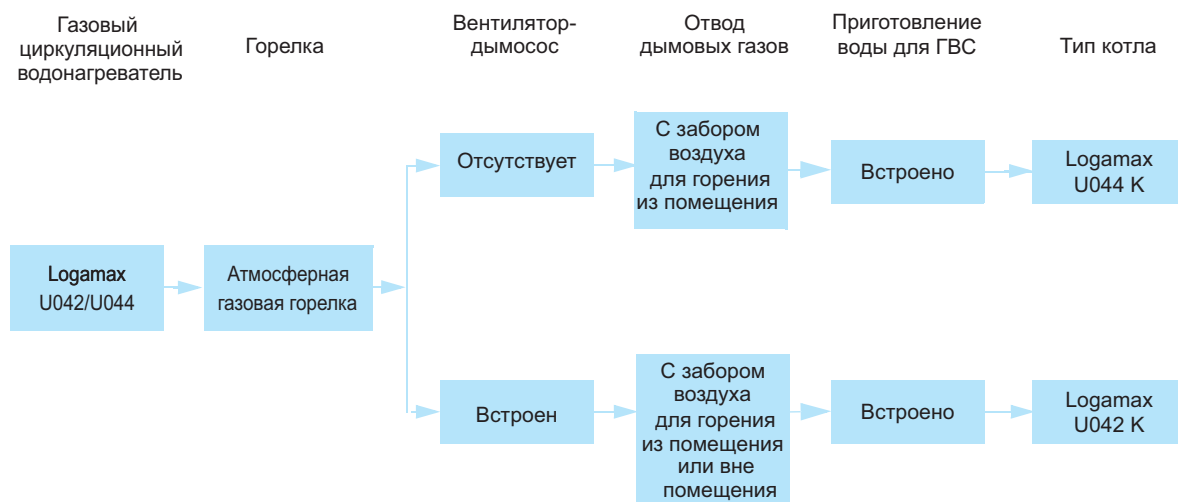 Газовый
циркуляционный
водонагреватель
Горелка
Вентилятор-
дымосос
Отвод
дымовых газов
Приготовление
воды для ГВС
Тип котла
Отсутствует
С забором
воздуха
для горения
из помещения
Встроено
Logamax
U044 K
Logamax
U042/U044
Атмосферная
газовая горелка
Встроен
С забором
воздуха
для горения
из помещения
или вне
помещения
Встроено
Logamax
U042 K